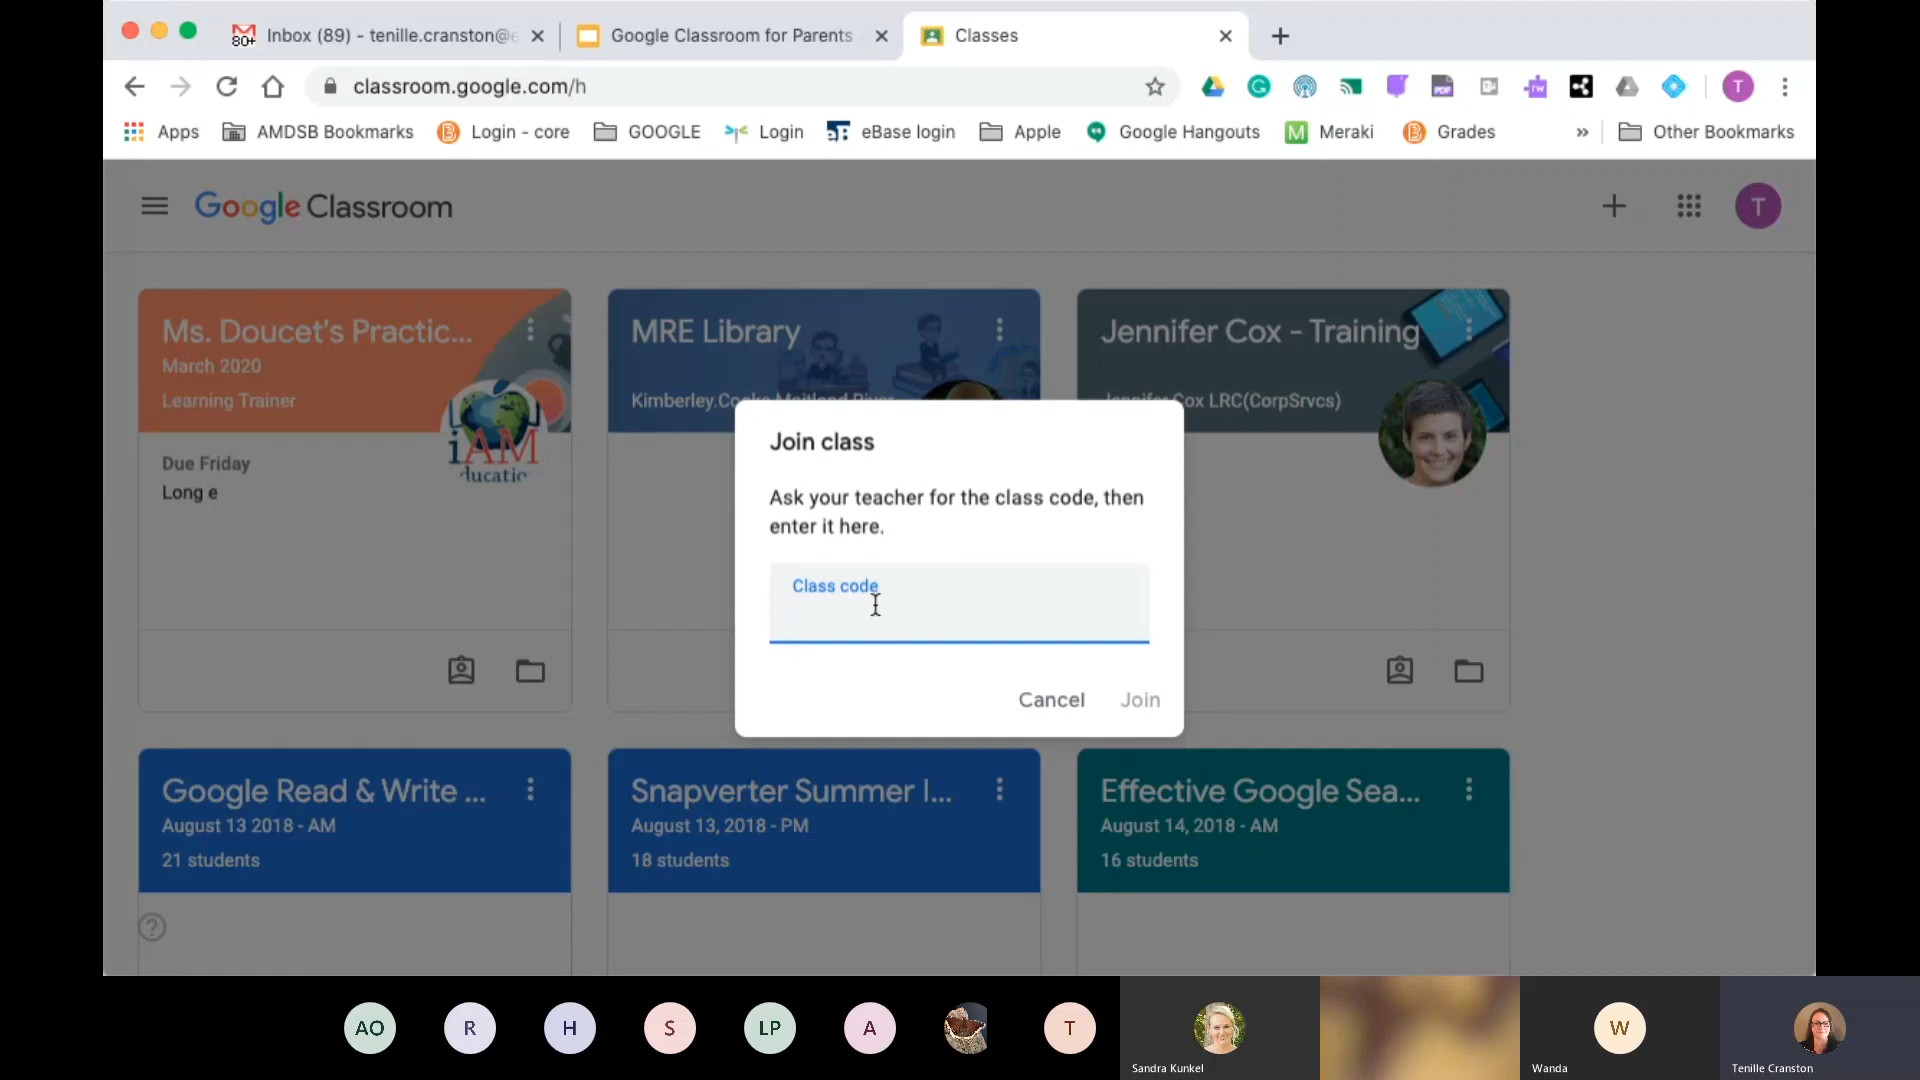 80+
Inbox (89) - tenille.cranston@e
Google Classroom for Parents
Classes
classroom.google.com/h
T
Apps
AMDSB Bookmarks
Login - core
GOOGLE
Login
eBase login
Apple
Google Hangouts
M
Meraki
Grades
»
Other Bookmarks
Google Classroom
T
Ms. Doucet's Practic...
March 2020
Learning Trainer
iAM
ducatio
Due Friday
Long e
MRE Library
Jennifer Cox - Training
Cox LRC(CorpSrvcs)
Join class
Ask your teacher for the class code, then
enter it here.
Class code
Cancel
Join
Google Read & Write ...
August 13 2018 - AM
21 students
Snapverter Summer I...
August 13, 2018 - PM
18 students
Effective Google Sea...
August 14, 2018 - AM
16 students
AO
R
H
S
LP
A
T
Sandra Kunkel
W
Wanda
Tenille Cranston